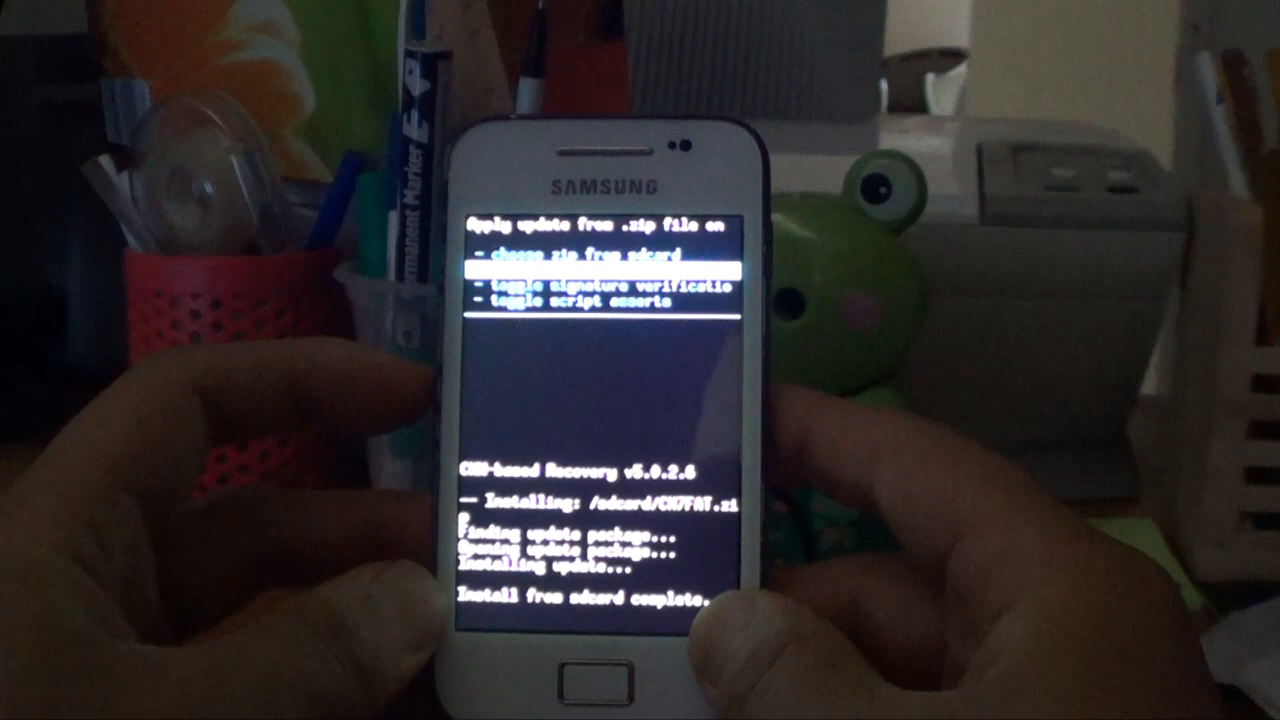 E
Permanent Marker
SAMSUNG
Apply update from .zip file on
- choose zip from sdcard
- toggle signature verificatio
- toggle script asserts
CWM-based Recovery v5.0.2.6
-- Installing: /sdcard/CM7FAT.zi
p
Finding update package...
Opening update package...
Installing update...
Install from sdcard complete.